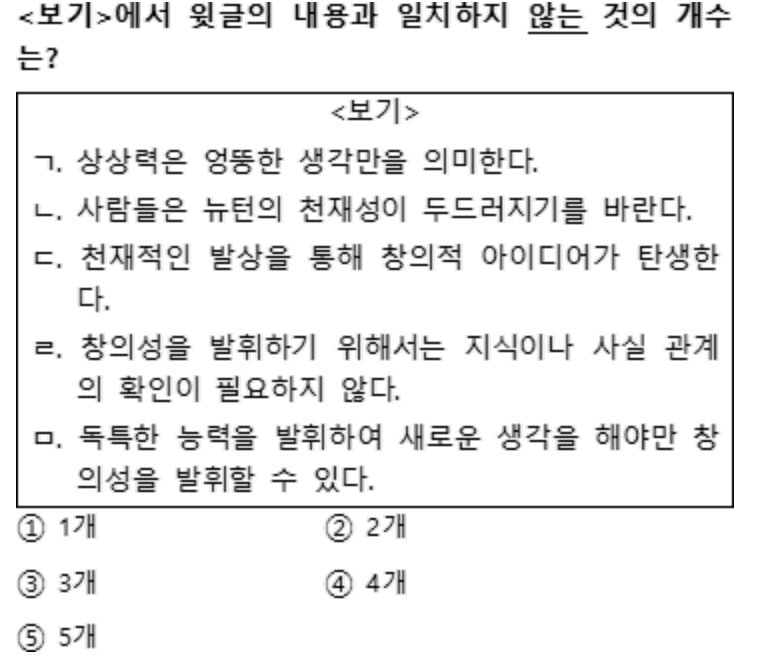 <보기>에서 윗글의 내용과 일치하지 않는 것의 개수
는?
<보기>
ㄱ. 상상력은 엉뚱한 생각만을 의미한다.
ㄴ. 사람들은 뉴턴의 천재성이 두드러지기를 바란다.
ㄷ. 천재적인 발상을 통해 창의적 아이디어가 탄생한
다.
ㄹ. 창의성을 발휘하기 위해서는 지식이나 사실 관계
의 확인이 필요하지 않다.
ㅁ. 독특한 능력을 발휘하여 새로운 생각을 해야만 창
의성을 발휘할 수 있다.
① 1개 ② 2개
③ 3개 ④ 4개
⑤ 5개